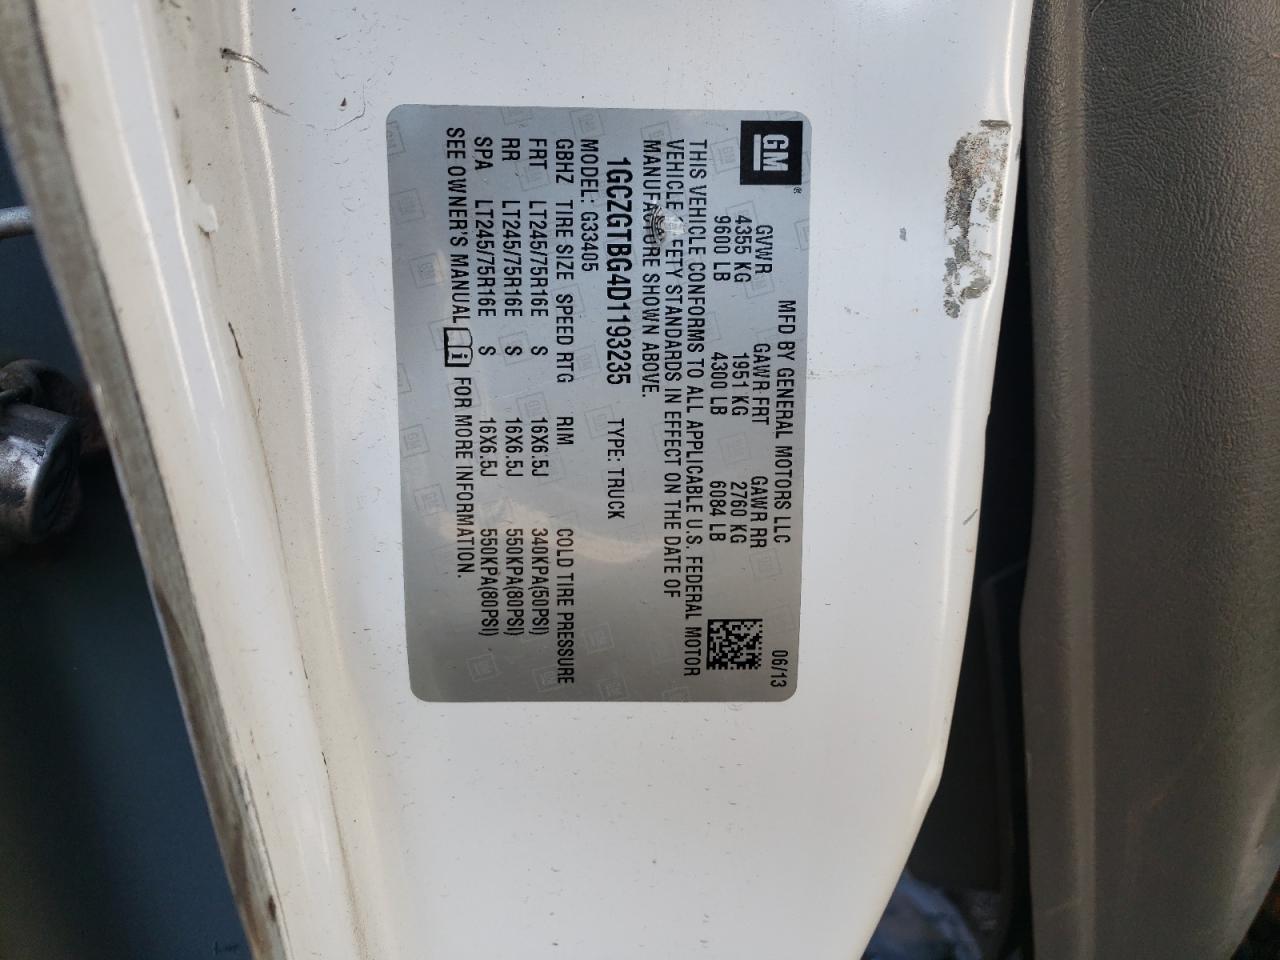 GM®
MFD BY GENERAL MOTORS LLC 06/13
GVWR GAWR FRT GAWR RR
4355 KG 1951 KG 2760 KG
9600 LB 4300 LB 6084 LB
THIS VEHICLE CONFORMS TO ALL APPLICABLE U.S. FEDERAL MOTOR
VEHICLE SAFETY STANDARDS IN EFFECT ON THE DATE OF
MANUFACTURE SHOWN ABOVE.
1GCZGTBG4D1193235 TYPE: TRUCK
MODEL: G33405
GBHZ TIRE SIZE SPEED RTG RIM COLD TIRE PRESSURE
FRT LT245/75R16E S 16X6.5J 340KPA(50PSI)
RR LT245/75R16E S 16X6.5J 550KPA(80PSI)
SPA LT245/75R16E S 16X6.5J 550KPA(80PSI)
SEE OWNER'S MANUAL FOR MORE INFORMATION.